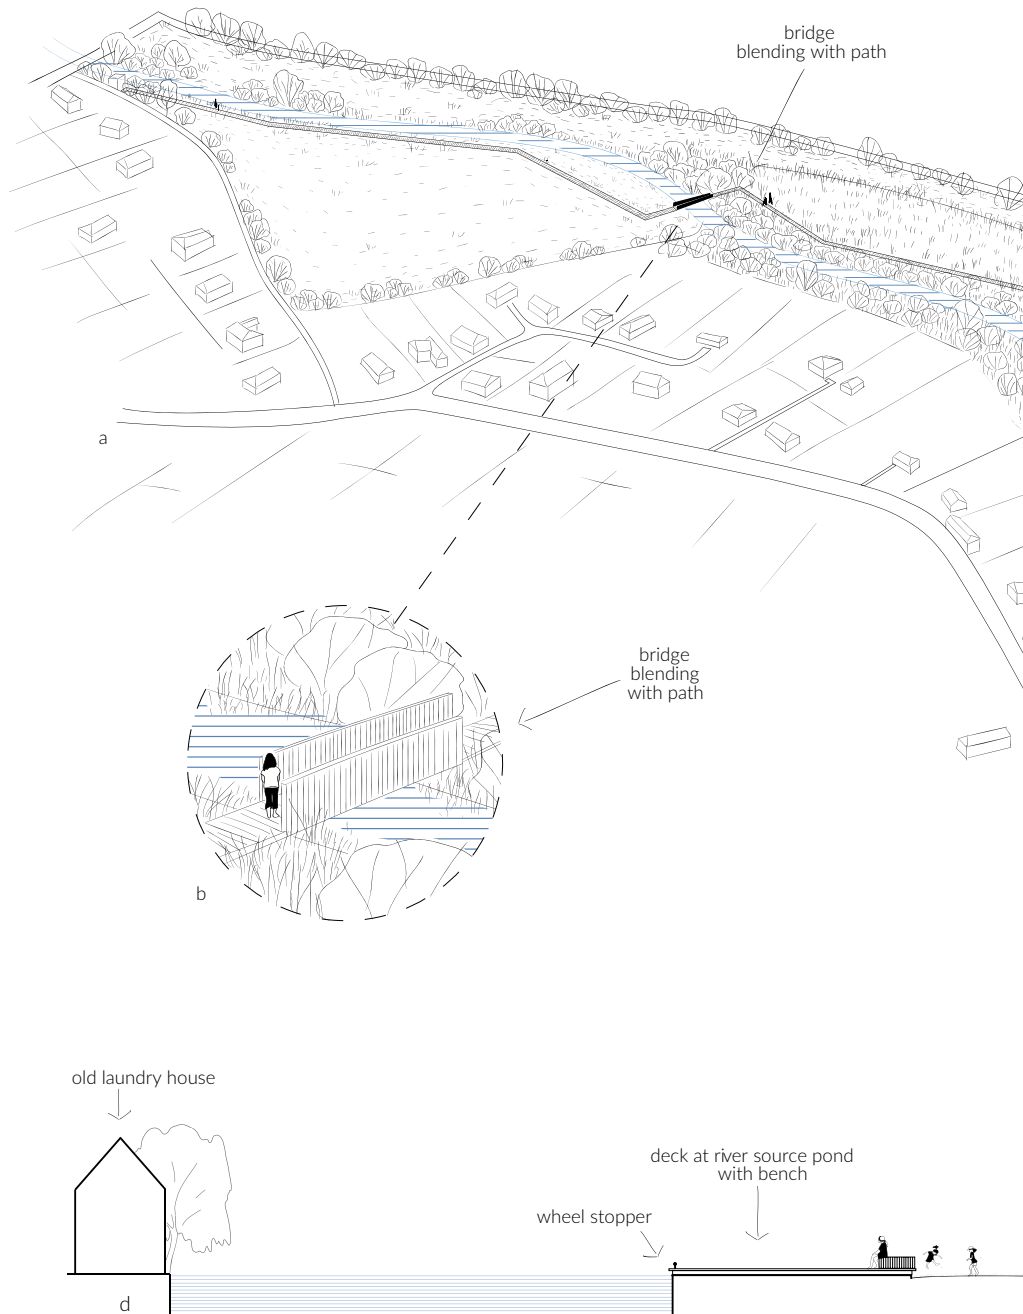 bridge
blending with path
a
bridge
blending
with path
b
old laundry house
deck at river source pond
with bench
wheel stopper
d